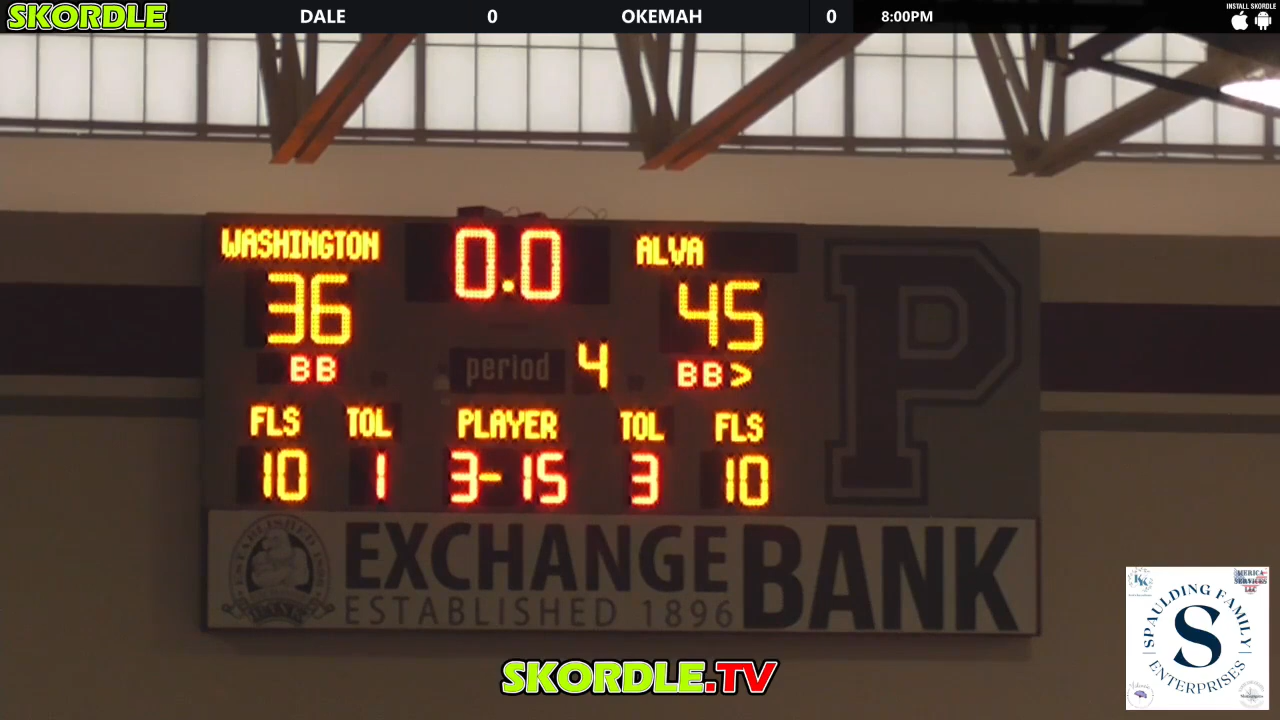 SKORDLE DALE 0 OKEMAH 0 8:00PM INSTALL SKORDLE
WASHINGTON 0.0 ALVA
36 45
BB period 4 BB>
FLS TOL PLAYER TOL FLS
10 1 3-15 3 10
P
EXCHANGE BANK
ESTABLISHED 1896
SPAULDING FAMILY
S
ENTERPRISES
SKORDLE.TV